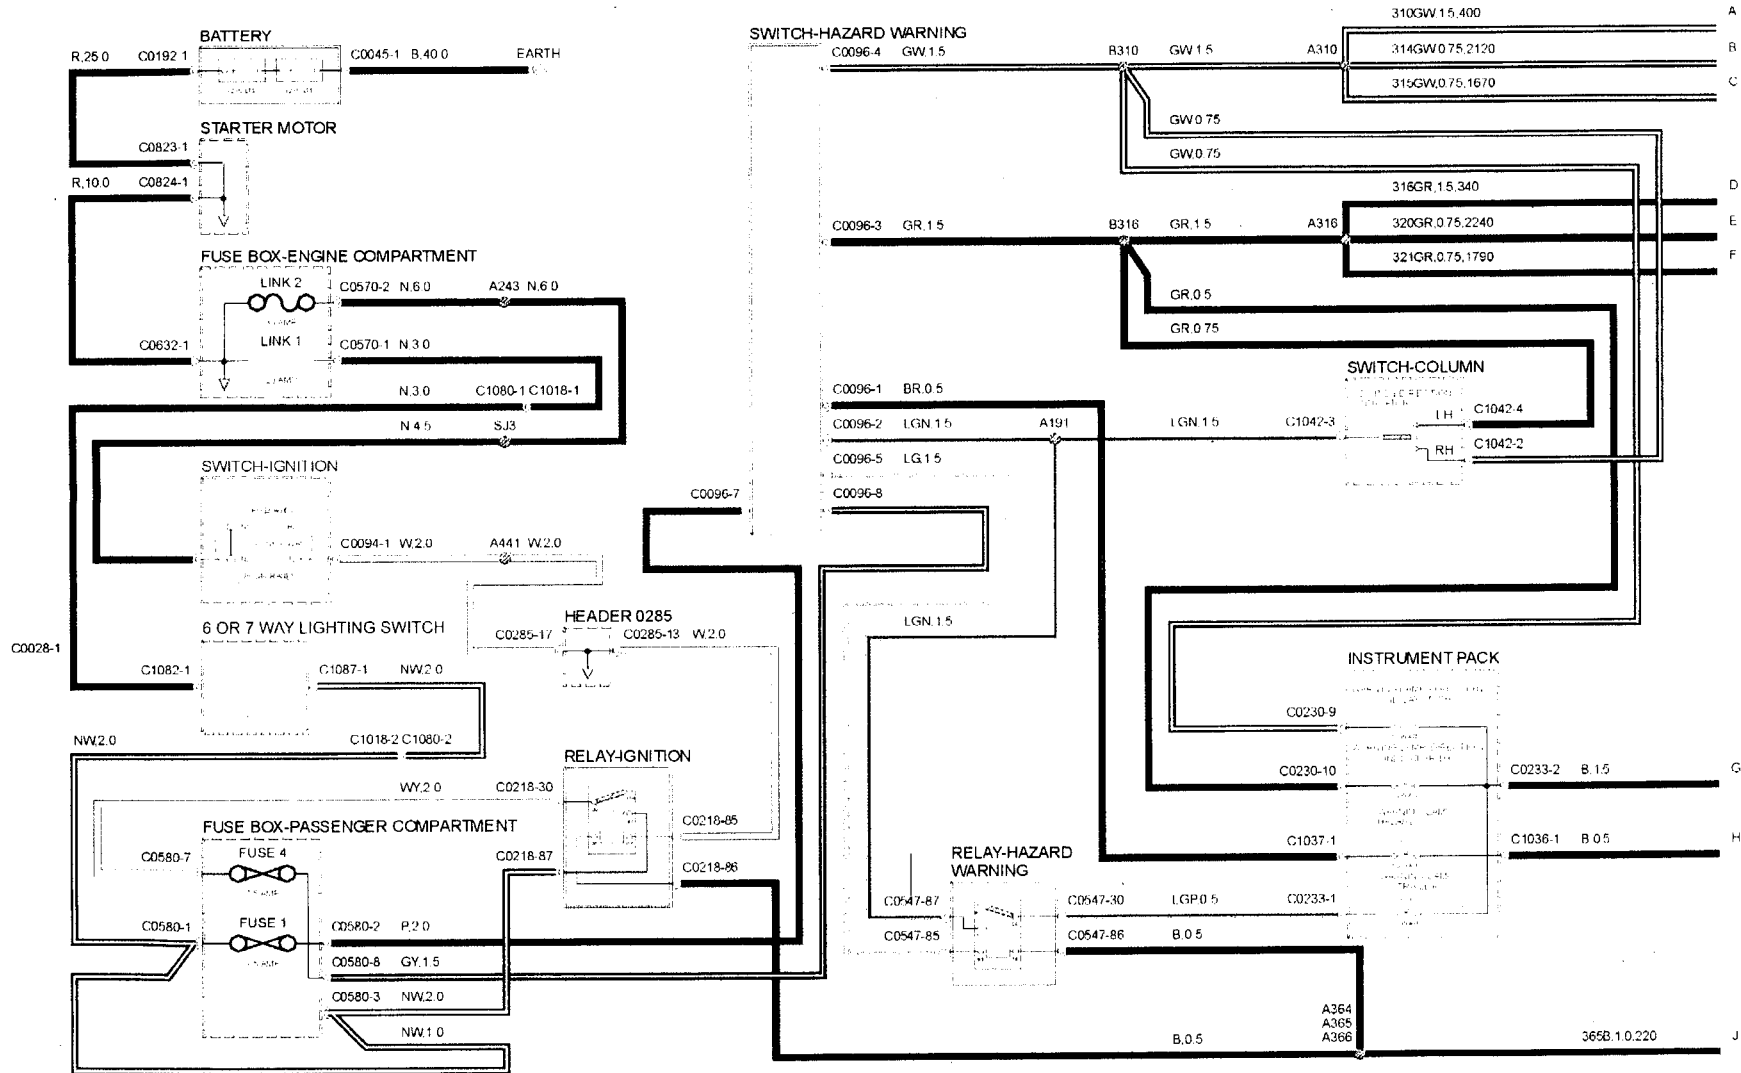 310GW.1.5,400 A
BATTERY
SWITCH-HAZARD WARNING
R,25.0 C0192-1 C0045-1 B,40.0 EARTH
C0096-4 GW,1.5 B310 GW 1.5 A310 314GW 0.75,2120 B
315GW,0.75,1670 C
STARTER MOTOR
GW 0.75
C0823-1
GW,0.75
R,10.0 C0824-1
316GR,1.5,340 D
C0096-3 GR,1.5 B316 GR,1.5 A316 320GR,0.75,2240 E
FUSE BOX-ENGINE COMPARTMENT
321GR,0.75,1790 F
LINK 2
C0570-2 N,6.0 A243 N,6.0
GR,0.5
GR,0.75
C0632-1 LINK 1 C0570-1 N,3.0
SWITCH-COLUMN
N,3.0 C1080-1 C1018-1
C0096-1 BR,0.5
LH C1042-4
N 4.5 SJ3
C0096-2 LGN.1.5 A191 LGN.1.5 C1042-3
RH C1042-2
SWITCH-IGNITION
C0096-5 LG,1.5
C0096-7 C0096-8
C0094-1 W,2.0 A441 W,2.0
HEADER 0285
LGN,1.5
6 OR 7 WAY LIGHTING SWITCH
C0285-17 C0285-13 W,2.0
C0028-1
INSTRUMENT PACK
C1082-1 C1087-1 NW,2.0
C0230-9
NW,2.0 C1018-2 C1080-2
RELAY-IGNITION
C0230-10 C0233-2 B,1.5 G
WY,2.0 C0218-30
C0218-85
FUSE BOX-PASSENGER COMPARTMENT
C1037-1 C1036-1 B 0.5 H
C0580-7 FUSE 4 C0218-87 C0218-86
RELAY-HAZARD
WARNING
C0547-87 C0547-30 LGP.0.5 C0233-1
C0580-1 FUSE 1 C0580-2 P,2.0
C0547-85 C0547-86 B,0.5
C0580-8 GY,1.5
C0580-3 NW,2.0
A364
A365
NW,1.0
B,0.5 A366 365B,1.0,220 J